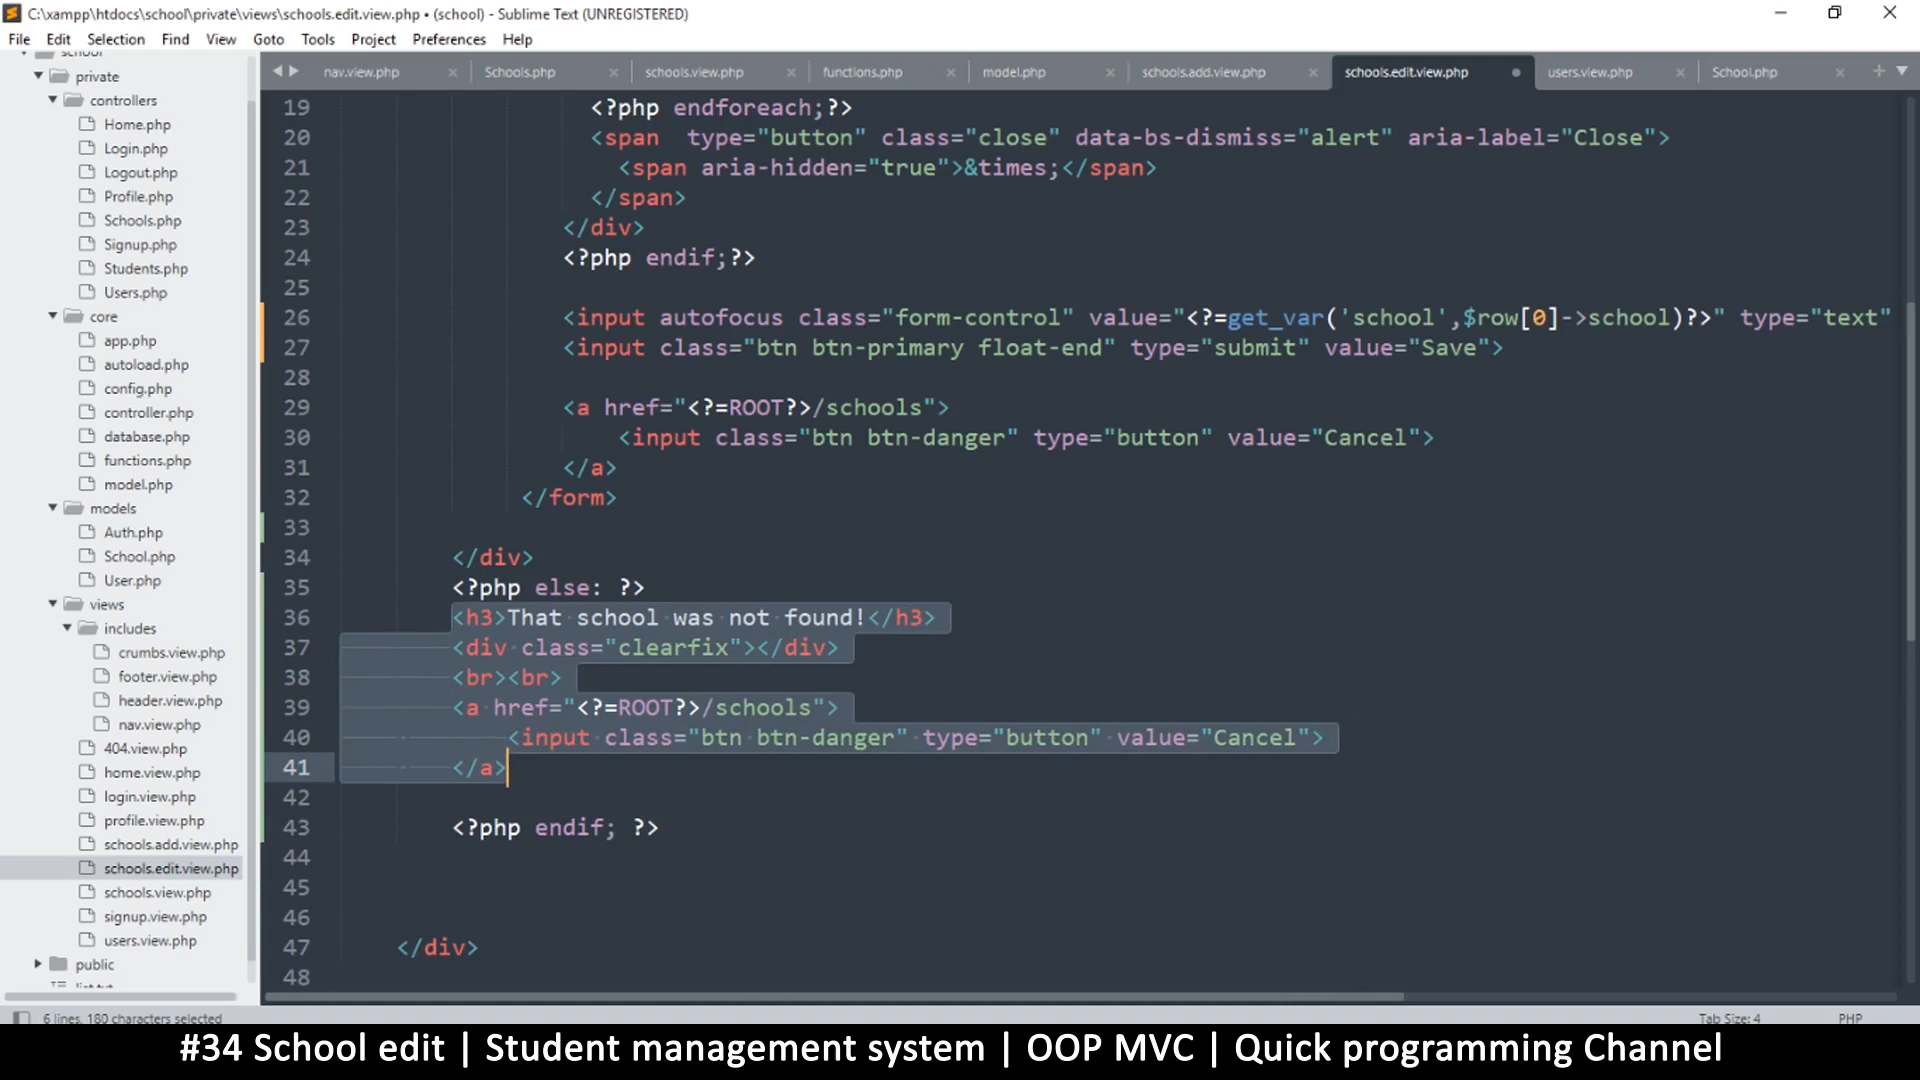 C:\xampp\htdocs\school\private\views\schools.edit.view.php • (school) - Sublime Text (UNREGISTERED)
File Edit Selection Find View Goto Tools Project Preferences Help
school
private
controllers
Home.php
Login.php
Logout.php
Profile.php
Schools.php
Signup.php
Students.php
Users.php
core
app.php
autoload.php
config.php
controller.php
database.php
functions.php
model.php
models
Auth.php
School.php
User.php
views
includes
crumbs.view.php
footer.view.php
header.view.php
nav.view.php
404.view.php
home.view.php
login.view.php
profile.view.php
schools.add.view.php
schools.edit.view.php
schools.view.php
signup.view.php
users.view.php
public
nav.view.php Schools.php schools.view.php functions.php model.php schools.add.view.php schools.edit.view.php users.view.php School.php
19 <?php endforeach;?>
20 <span  type="button" class="close" data-bs-dismiss="alert" aria-label="Close">
21 <span aria-hidden="true">&times;</span>
22 </span>
23 </div>
24 <?php endif;?>
25
26 <input autofocus class="form-control" value="<?=get_var('school',$row[0]->school)?>" type="text"
27 <input class="btn btn-primary float-end" type="submit" value="Save">
28
29 <a href="<?=ROOT?>/schools">
30 <input class="btn btn-danger" type="button" value="Cancel">
31 </a>
32 </form>
33
34 </div>
35 <?php else: ?>
36 <h3>That school was not found!</h3>
37 <div class="clearfix"></div>
38 <br><br>
39 <a href="<?=ROOT?>/schools">
40 <input class="btn btn-danger" type="button" value="Cancel">
41 </a>
42
43 <?php endif; ?>
44
45
46
47 </div>
48
6 lines, 180 characters selected Tab Size: 4 PHP
#34 School edit | Student management system | OOP MVC | Quick programming Channel